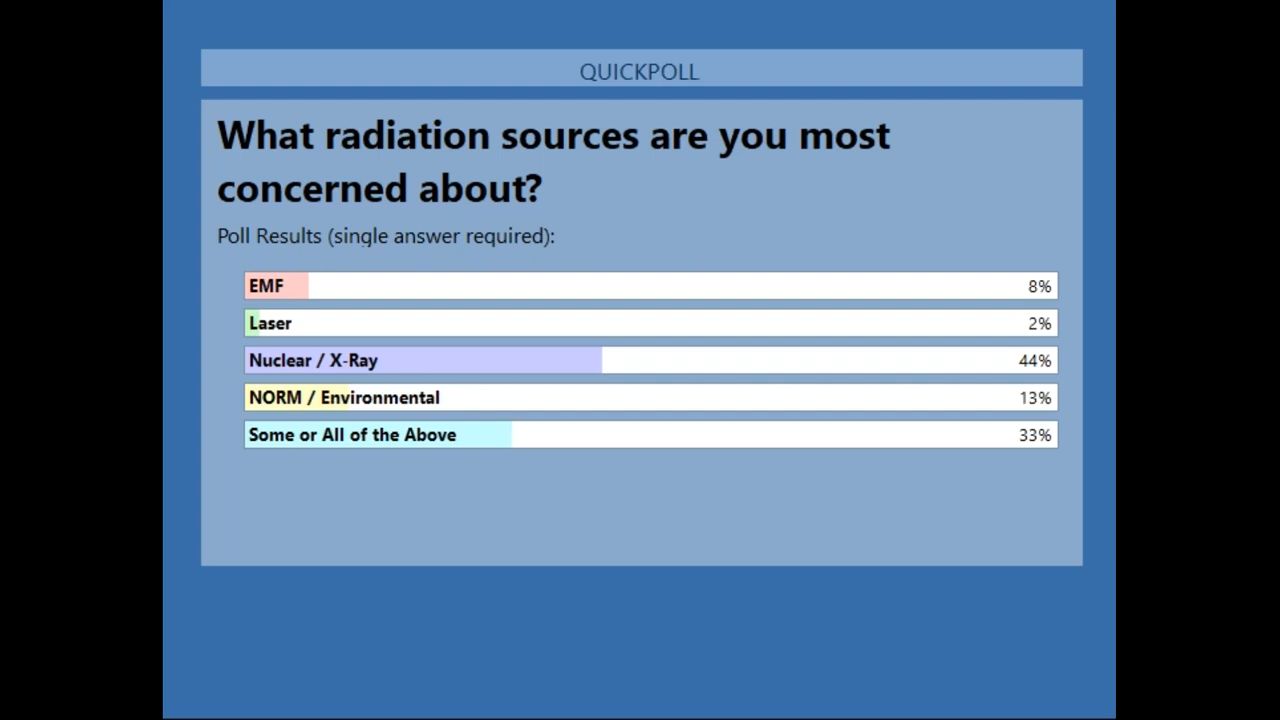 QUICKPOLL
What radiation sources are you most
concerned about?
Poll Results (single answer required):
EMF 8%
Laser 2%
Nuclear / X-Ray 44%
NORM / Environmental 13%
Some or All of the Above 33%